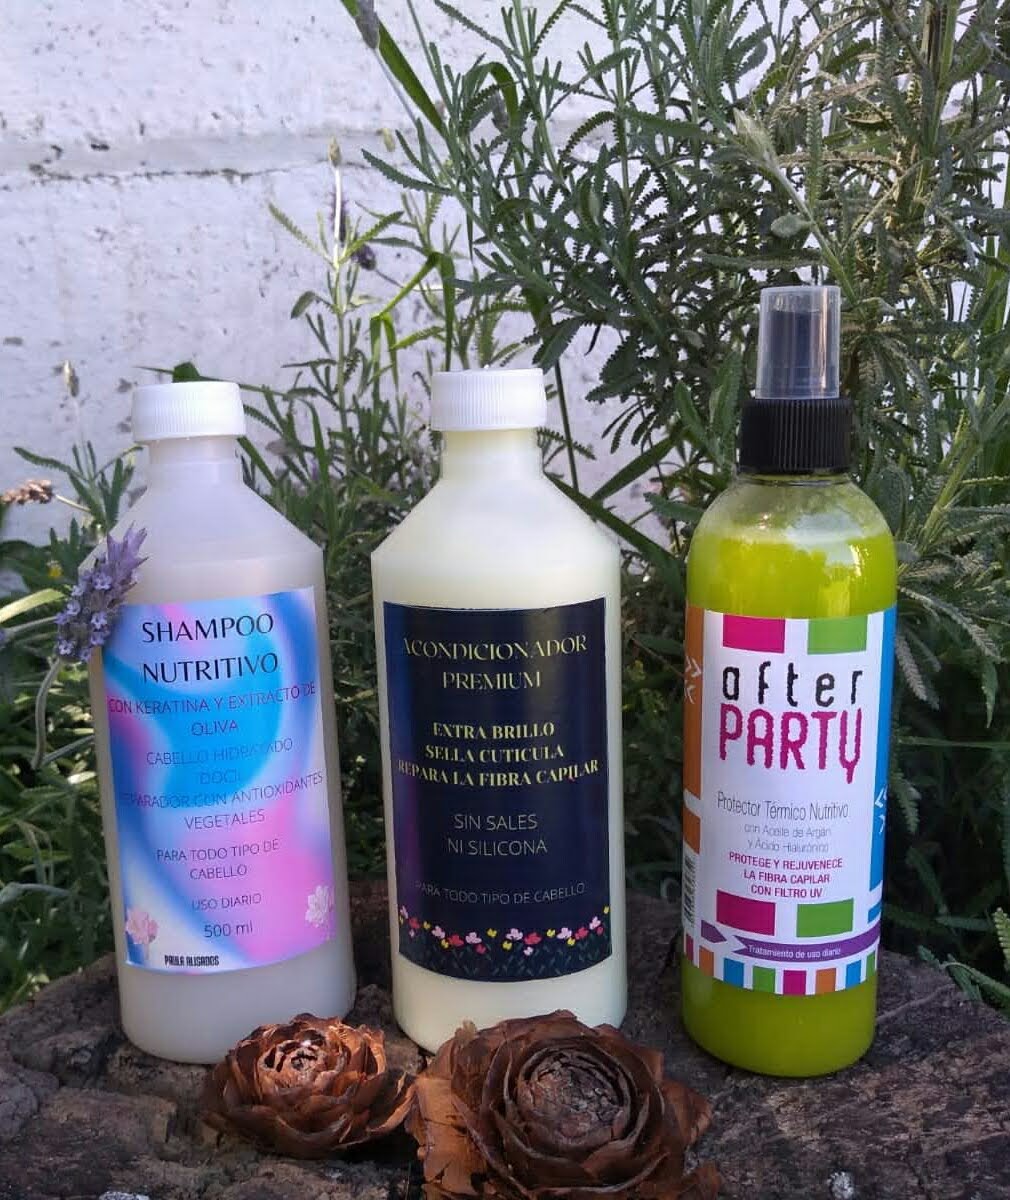 SHAMPOO
NUTRITIVO
CON KERATINA Y EXTRACTO DE
OLIVA
CABELLO HIDRATADO
DOCIL
REPARADOR CON ANTIOXIDANTES
VEGETALES
PARA TODO TIPO DE
CABELLO
USO DIARIO
500 ml
PAULA ALISADOS
ACONDICIONADOR
PREMIUM
EXTRA BRILLO
SELLA CUTICULA
REPARA LA FIBRA CAPILAR
SIN SALES
NI SILICONA
PARA TODO TIPO DE CABELLO
after
PARTY
Protector Térmico Nutritivo
con Aceite de Argán
y Ácido Hialurónico
PROTEGE Y REJUVENECE
LA FIBRA CAPILAR
CON FILTRO UV
Tratamiento de uso diario